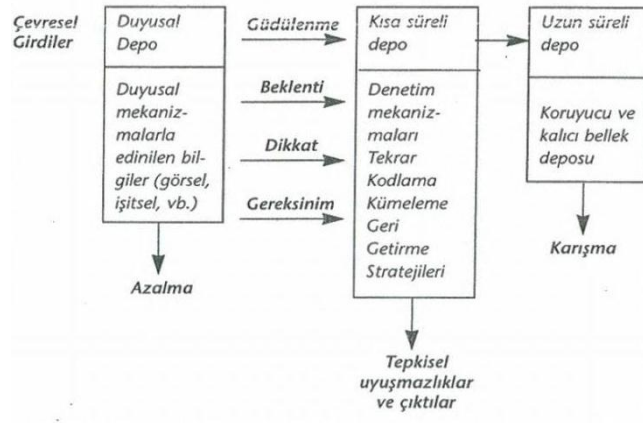 Çevresel
Girdiler
Duyusal
Depo
Duyusal
mekaniz-
malarla
edinilen bil-
giler (görsel,
işitsel, vb.)
Azalma
Güdülenme
Beklenti
Dikkat
Gereksinim
Kısa süreli
depo
Denetim
mekaniz-
maları
Tekrar
Kodlama
Kümeleme
Geri
Getirme
Stratejileri
Tepkisel
uyuşmazlıklar
ve çıktılar
Uzun süreli
depo
Koruyucu ve
kalıcı bellek
deposu
Karışma